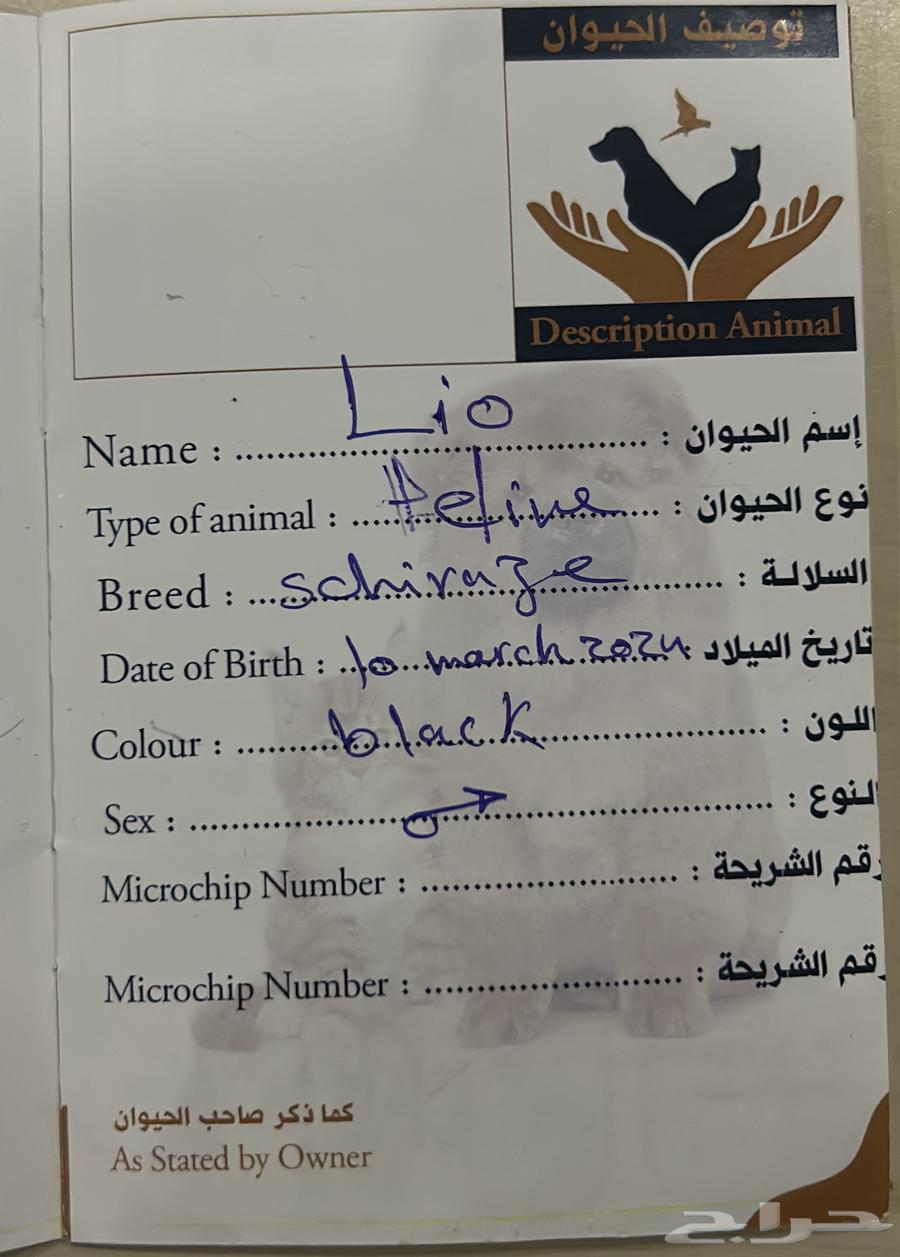 توصيف الحيوان
Description Animal
Name : Lio إسم الحيوان :
Type of animal : Feline نوع الحيوان :
Breed : schiraze السلالة :
Date of Birth : 10 march 2024 تاريخ الميلاد
Colour : black اللون :
Sex : النوع :
Microchip Number : رقم الشريحة :
Microchip Number : رقم الشريحة :
كما ذكر صاحب الحيوان
As Stated by Owner
حراج